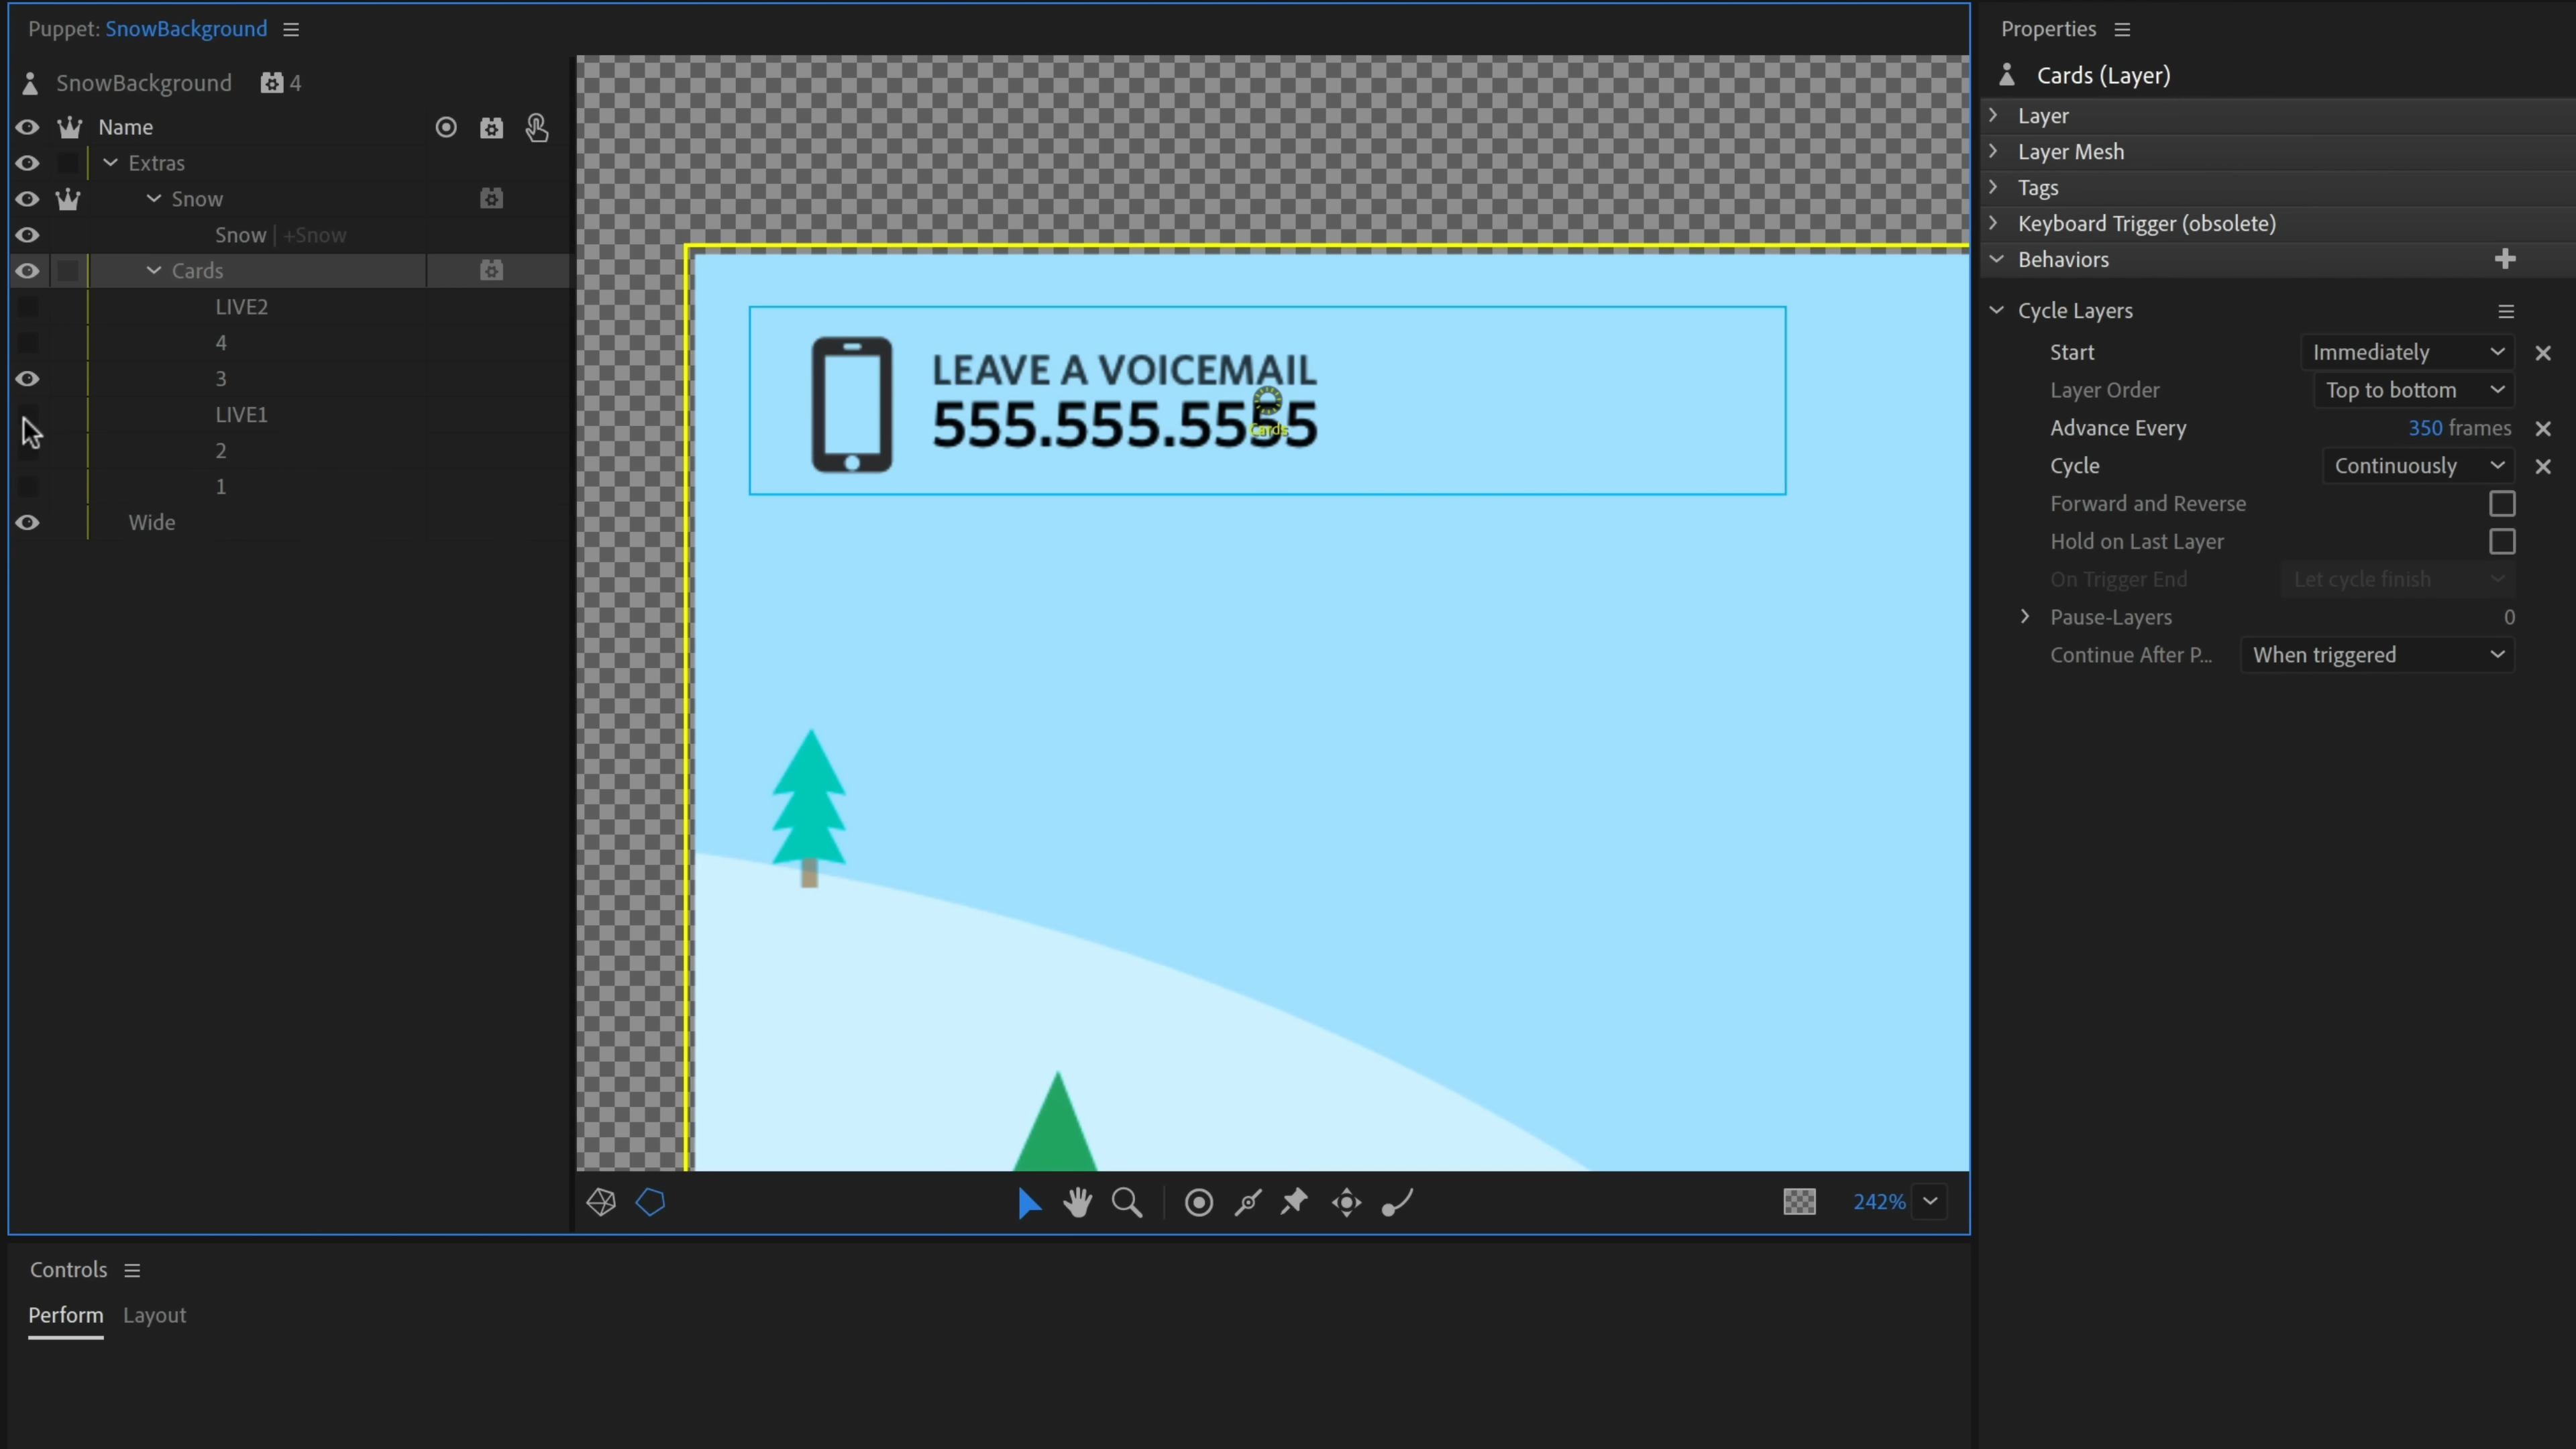 Puppet: SnowBackground
SnowBackground 4
Name
Extras
Snow
Snow | +Snow
Cards
LIVE2
4
3
LIVE1
2
1
Wide
LEAVE A VOICEMAIL
555.555.5555
Cards
242%
Controls
Perform Layout
Properties
Cards (Layer)
Layer
Layer Mesh
Tags
Keyboard Trigger (obsolete)
Behaviors
Cycle Layers
Start Immediately
Layer Order Top to bottom
Advance Every 350 frames
Cycle Continuously
Forward and Reverse
Hold on Last Layer
On Trigger End Let cycle finish
Pause-Layers 0
Continue After P... When triggered